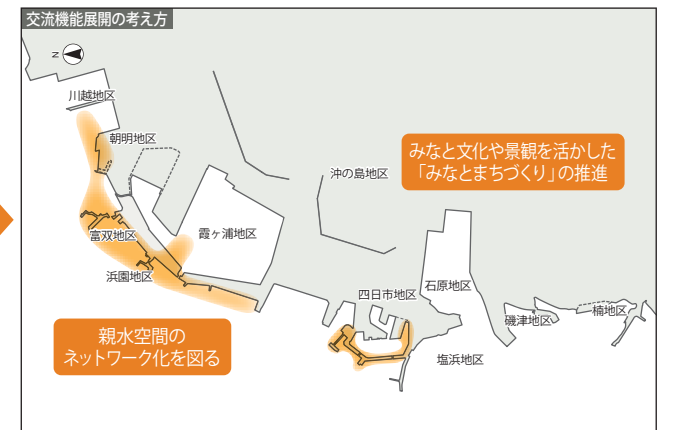 交流機能展開の考え方
N
川越地区
朝明地区
みなと文化や景観を活かした
「みなとまちづくり」の推進
沖の島地区
富双地区
霞ヶ浦地区
浜園地区
石原地区
四日市地区
楠地区
磯津地区
親水空間の
ネットワーク化を図る
塩浜地区